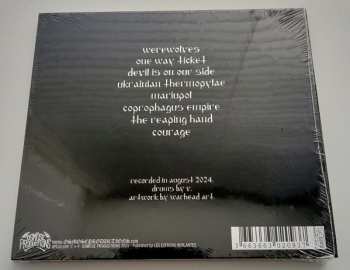 werewolves
one way ticket
devil is on our side
ukrainian thermopylae
mariupol
coprophagus empire
the reaping hand
courage
recorded in august 2024.
drums by v.
artwork by warhead art.